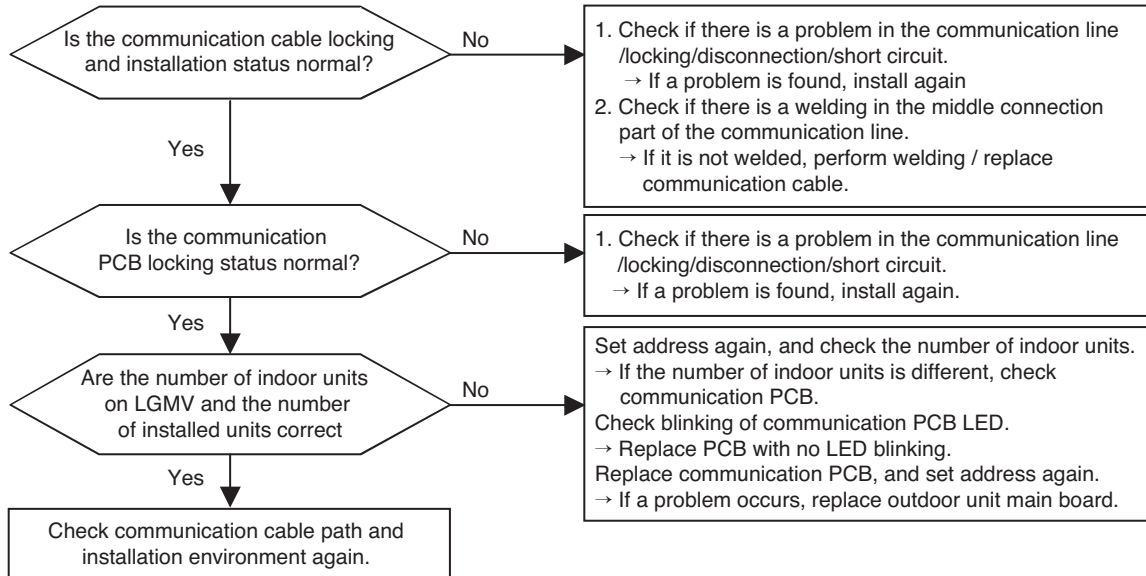 Is the communication cable locking
and installation status normal?
No
1. Check if there is a problem in the communication line
/locking/disconnection/short circuit.
→ If a problem is found, install again
2. Check if there is a welding in the middle connection
part of the communication line.
→ If it is not welded, perform welding / replace
communication cable.
Yes
Is the communication
PCB locking status normal?
No
1. Check if there is a problem in the communication line
/locking/disconnection/short circuit.
→ If a problem is found, install again.
Yes
Are the number of indoor units
on LGMV and the number
of installed units correct
No
Set address again, and check the number of indoor units.
→ If the number of indoor units is different, check
communication PCB.
Check blinking of communication PCB LED.
→ Replace PCB with no LED blinking.
Replace communication PCB, and set address again.
→ If a problem occurs, replace outdoor unit main board.
Yes
Check communication cable path and
installation environment again.